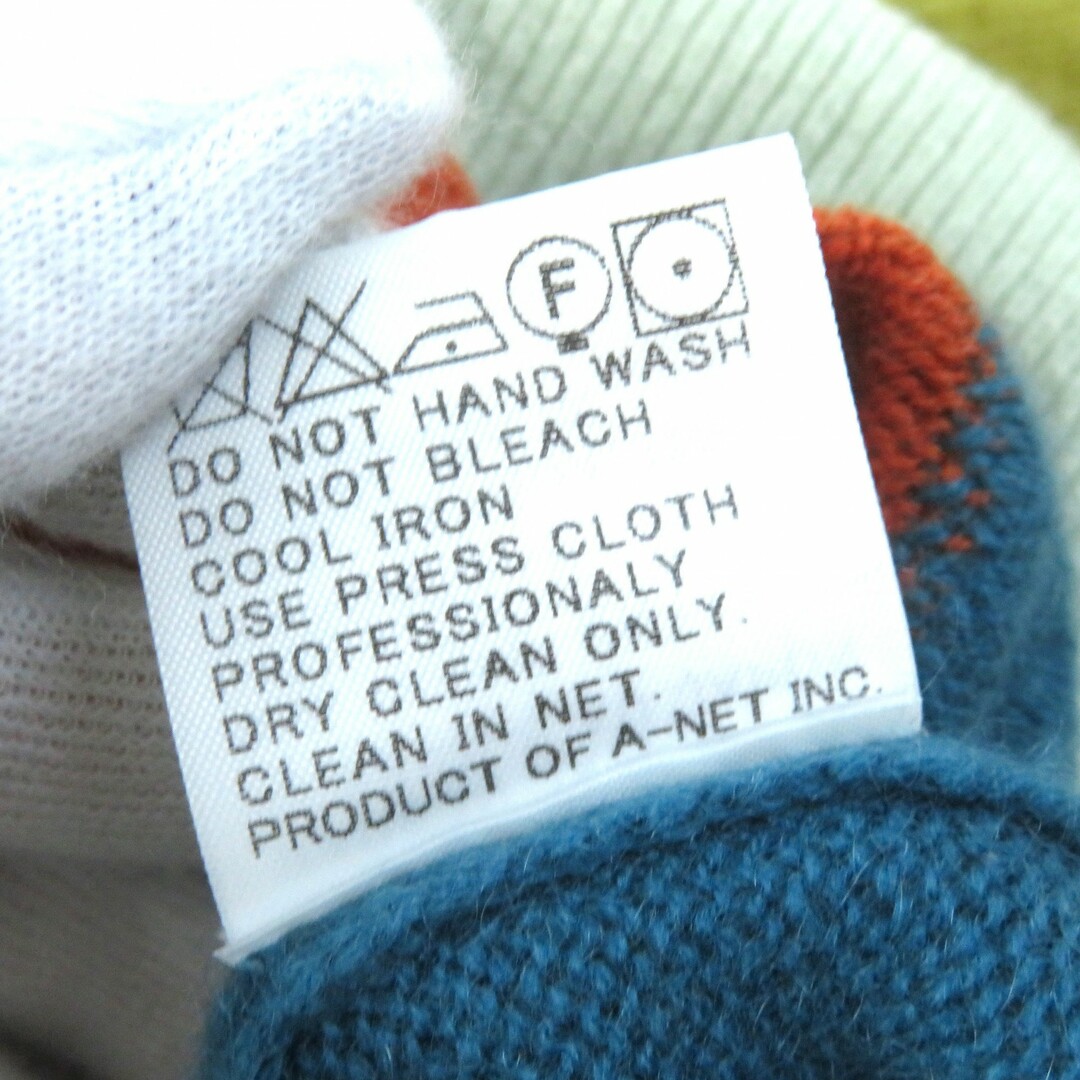 F
DO NOT HAND WASH
DO NOT BLEACH
COOL IRON
USE PRESS CLOTH
PROFESSIONALY
DRY CLEAN ONLY.
CLEAN IN NET.
PRODUCT OF A-NET INC.